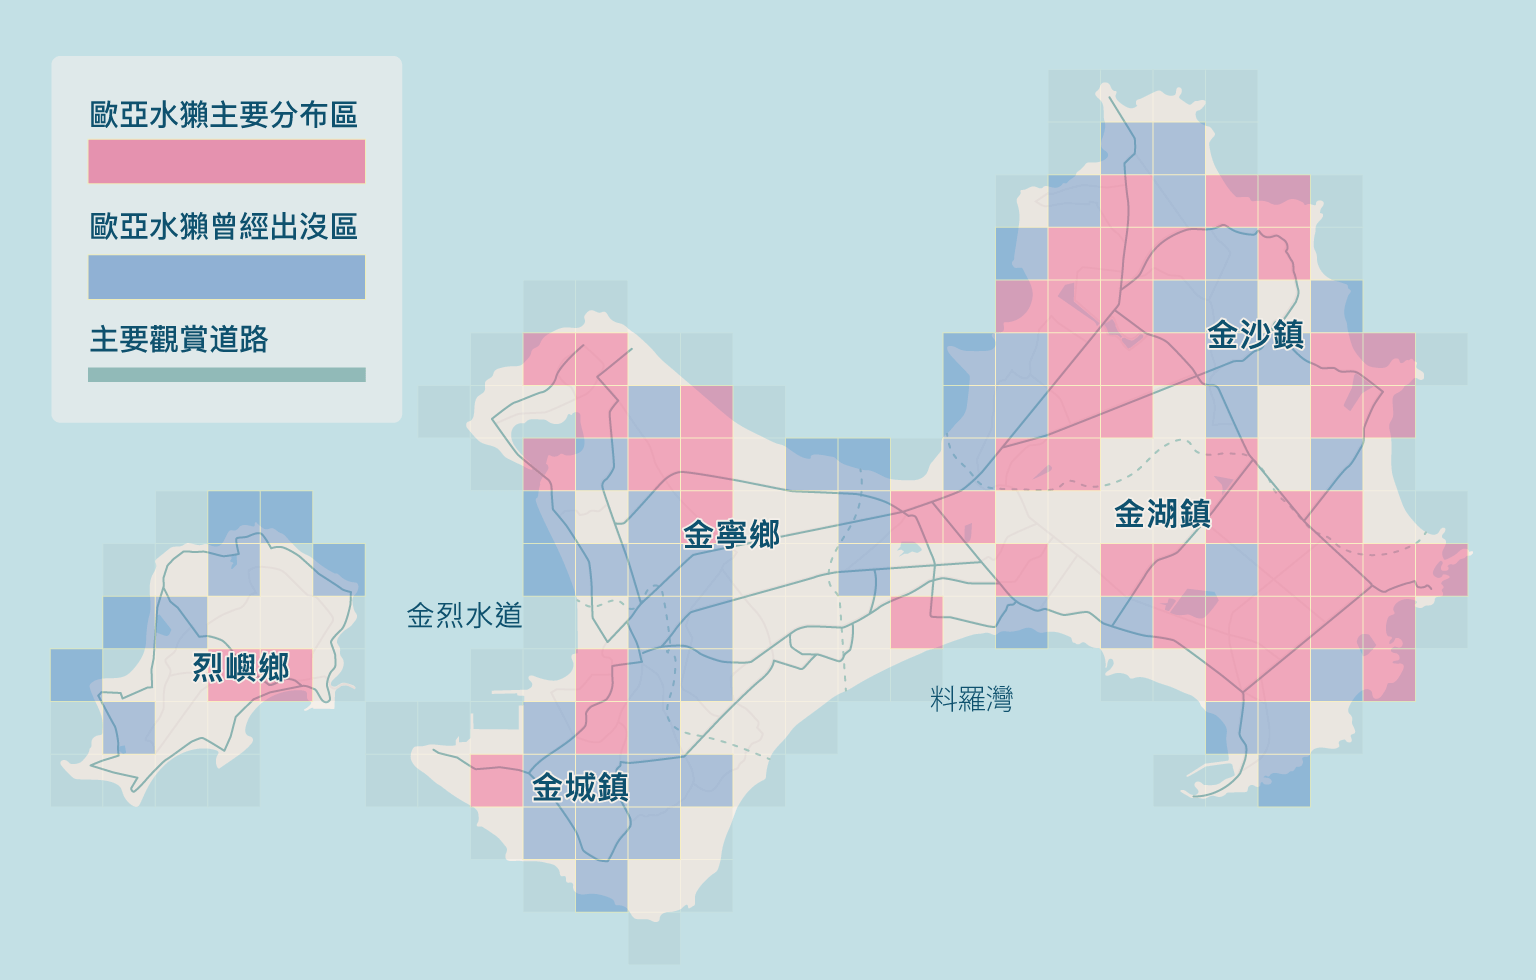 歐亞水獺主要分布區
歐亞水獺曾經出沒區
主要觀賞道路
金沙鎮
金湖鎮
金寧鄉
金烈水道
烈嶼鄉
料羅灣
金城鎮